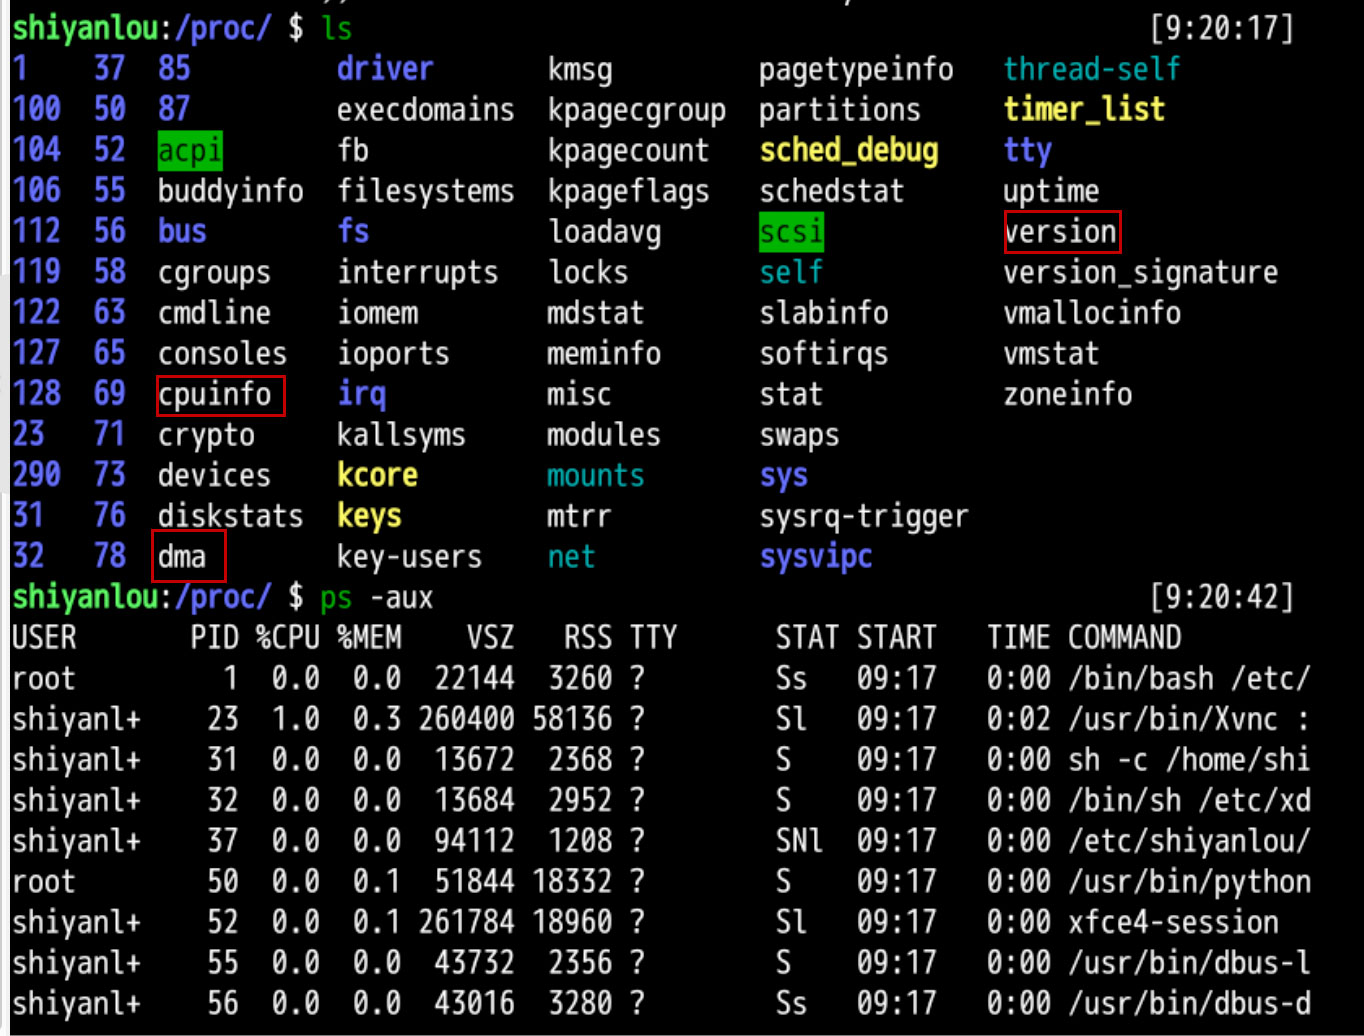 shiyanlou:/proc/ $ ls [9:20:17]
1 37 85 driver kmsg pagetypeinfo thread-self
100 50 87 execdomains kpagecgroup partitions timer_list
104 52 acpi fb kpagecount sched_debug tty
106 55 buddyinfo filesystems kpageflags schedstat uptime
112 56 bus fs loadavg scsi version
119 58 cgroups interrupts locks self version_signature
122 63 cmdline iomem mdstat slabinfo vmallocinfo
127 65 consoles ioports meminfo softirqs vmstat
128 69 cpuinfo irq misc stat zoneinfo
23 71 crypto kallsyms modules swaps
290 73 devices kcore mounts sys
31 76 diskstats keys mtrr sysrq-trigger
32 78 dma key-users net sysvipc
shiyanlou:/proc/ $ ps -aux [9:20:42]
USER PID %CPU %MEM VSZ RSS TTY STAT START TIME COMMAND
root 1 0.0 0.0 22144 3260 ? Ss 09:17 0:00 /bin/bash /etc/
shiyanl+ 23 1.0 0.3 260400 58136 ? Sl 09:17 0:02 /usr/bin/Xvnc :
shiyanl+ 31 0.0 0.0 13672 2368 ? S 09:17 0:00 sh -c /home/shi
shiyanl+ 32 0.0 0.0 13684 2952 ? S 09:17 0:00 /bin/sh /etc/xd
shiyanl+ 37 0.0 0.0 94112 1208 ? SNl 09:17 0:00 /etc/shiyanlou/
root 50 0.0 0.1 51844 18332 ? S 09:17 0:00 /usr/bin/python
shiyanl+ 52 0.0 0.1 261784 18960 ? Sl 09:17 0:00 xfce4-session
shiyanl+ 55 0.0 0.0 43732 2356 ? S 09:17 0:00 /usr/bin/dbus-l
shiyanl+ 56 0.0 0.0 43016 3280 ? Ss 09:17 0:00 /usr/bin/dbus-d